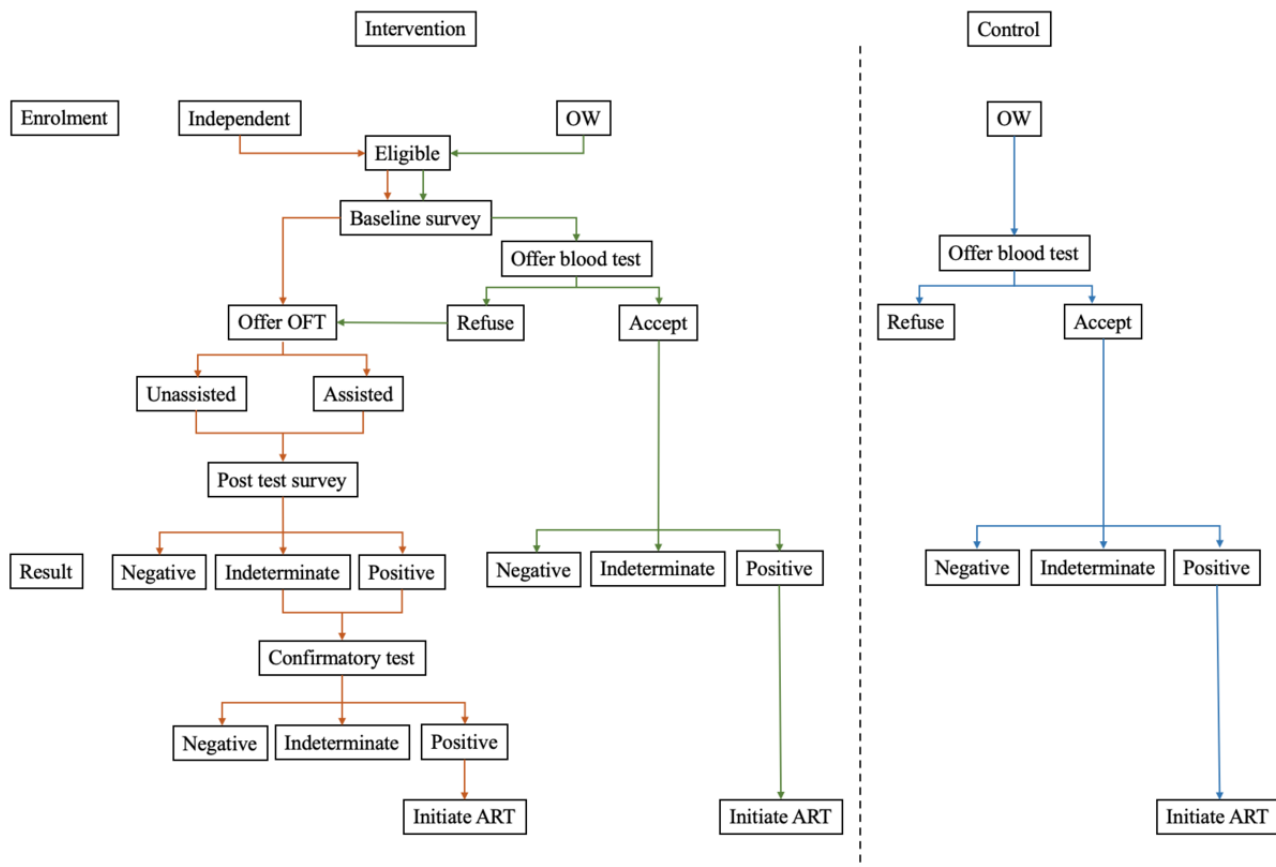 Intervention
Control
Enrolment
Independent
OW
OW
Eligible
Baseline survey
Offer blood test
Offer blood test
Offer OFT
Refuse
Accept
Refuse
Accept
Unassisted
Assisted
Post test survey
Result
Negative
Indeterminate
Positive
Negative
Indeterminate
Positive
Negative
Indeterminate
Positive
Confirmatory test
Negative
Indeterminate
Positive
Initiate ART
Initiate ART
Initiate ART